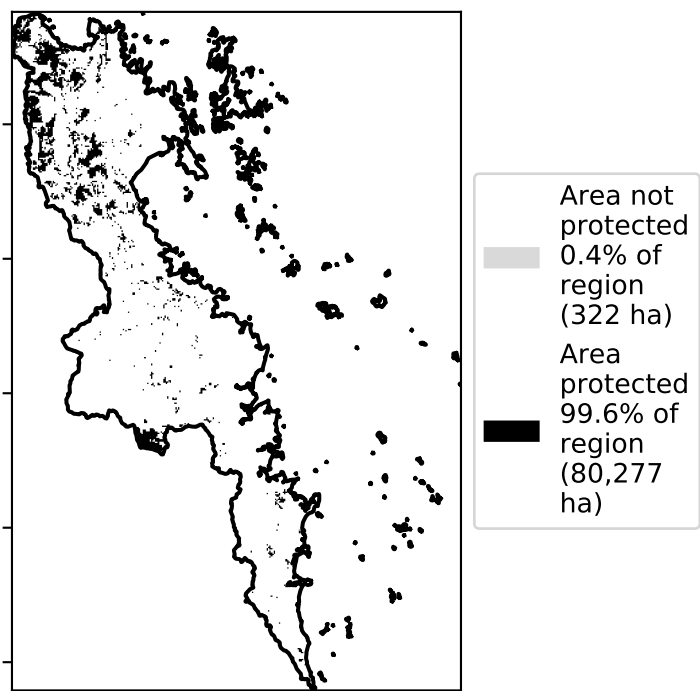 Area not
protected
0.4% of
region
(322 ha)
Area
protected
99.6% of
region
(80,277
ha)